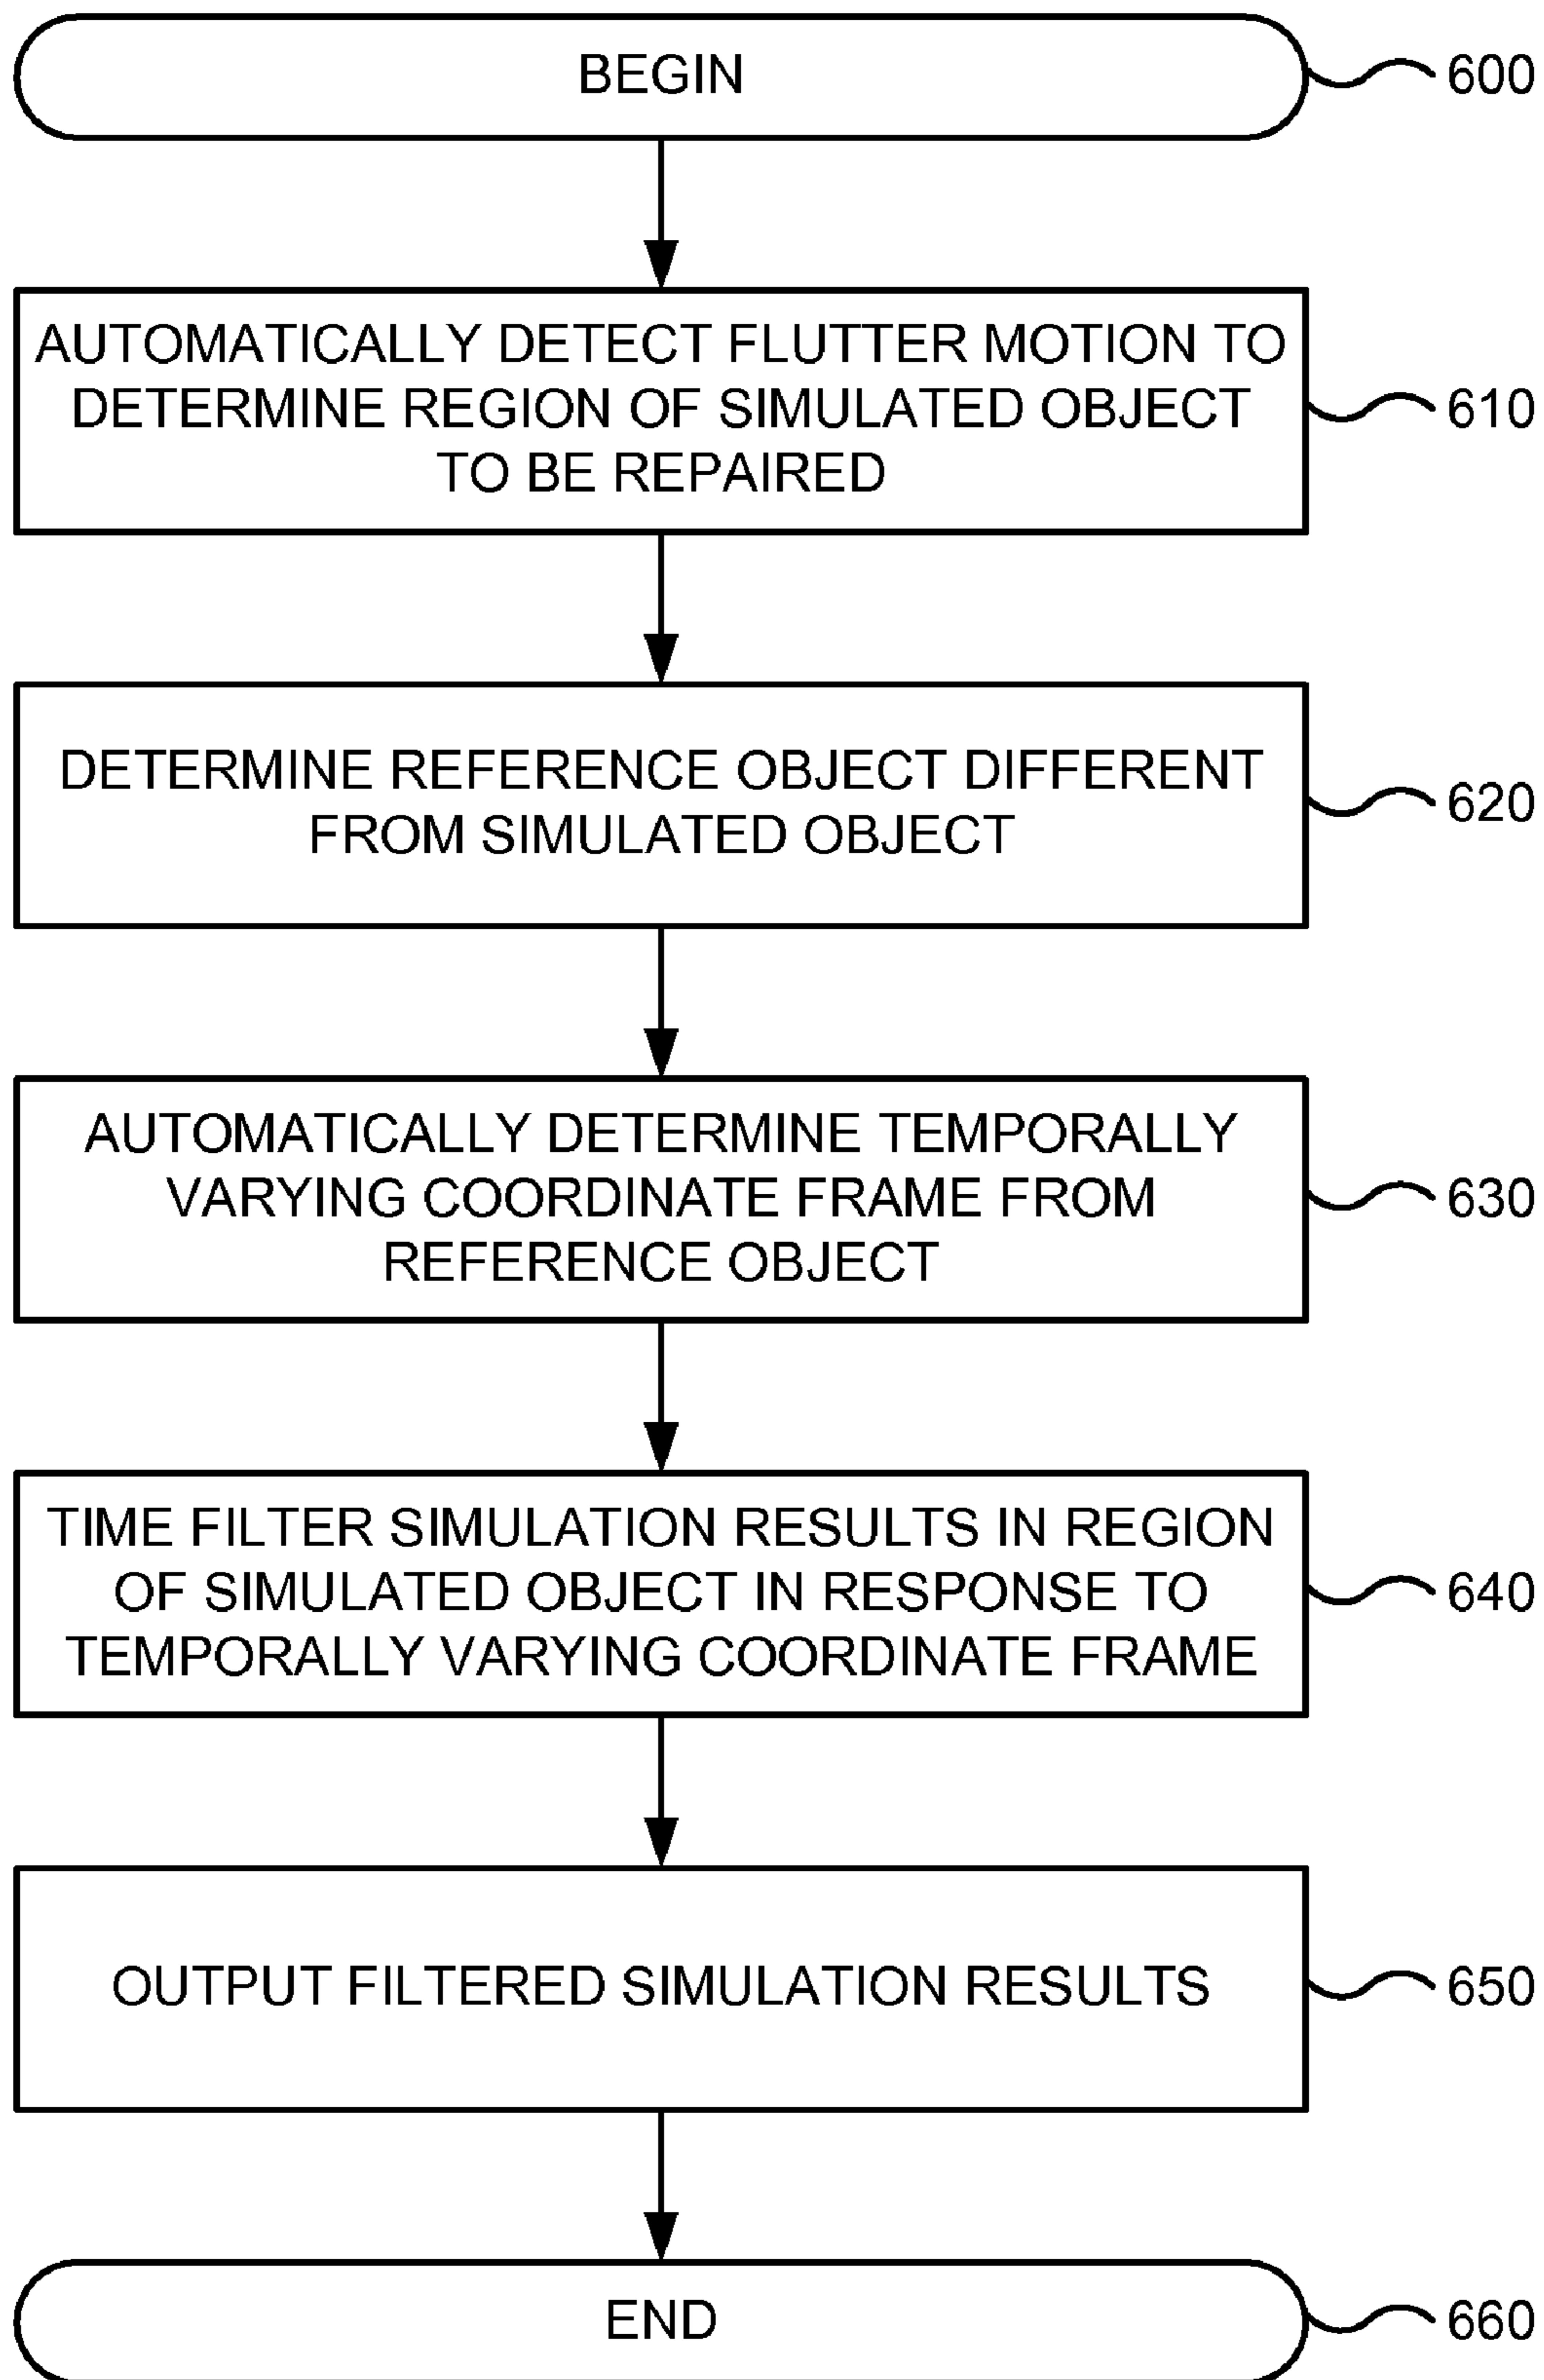 BEGIN
600
AUTOMATICALLY DETECT FLUTTER MOTION TO
DETERMINE REGION OF SIMULATED OBJECT
TO BE REPAIRED
610
DETERMINE REFERENCE OBJECT DIFFERENT
FROM SIMULATED OBJECT
620
AUTOMATICALLY DETERMINE TEMPORALLY
VARYING COORDINATE FRAME FROM
REFERENCE OBJECT
630
TIME FILTER SIMULATION RESULTS IN REGION
OF SIMULATED OBJECT IN RESPONSE TO
TEMPORALLY VARYING COORDINATE FRAME
640
OUTPUT FILTERED SIMULATION RESULTS
650
END
660